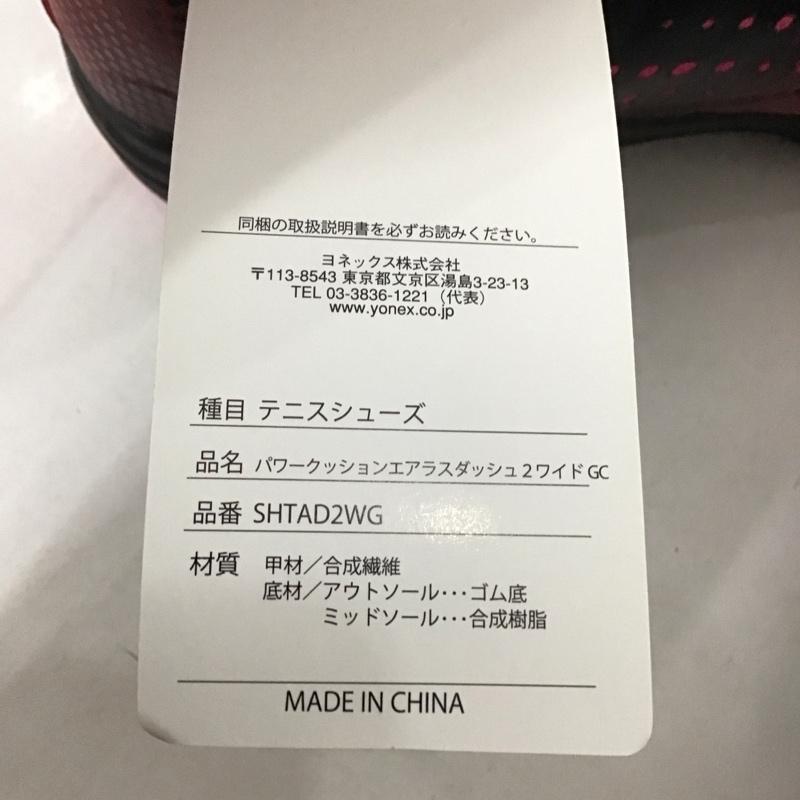 同梱の取扱説明書を必ずお読みください。
ヨネックス株式会社
〒113-8543 東京都文京区湯島3-23-13
TEL 03-3836-1221（代表）
www.yonex.co.jp
種目 テニスシューズ
品名 パワークッションエアラスダッシュ2ワイドGC
品番 SHTAD2WG
材質 甲材／合成繊維
底材／アウトソール･･･ゴム底
ミッドソール･･･合成樹脂
MADE IN CHINA